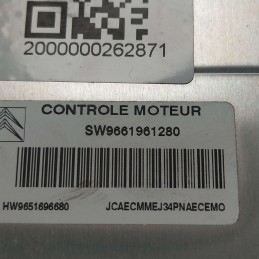 2000000262871
CONTROLE MOTEUR
SW9661961280
HW9651696680 JCAECMMEJ34PNAECEMO